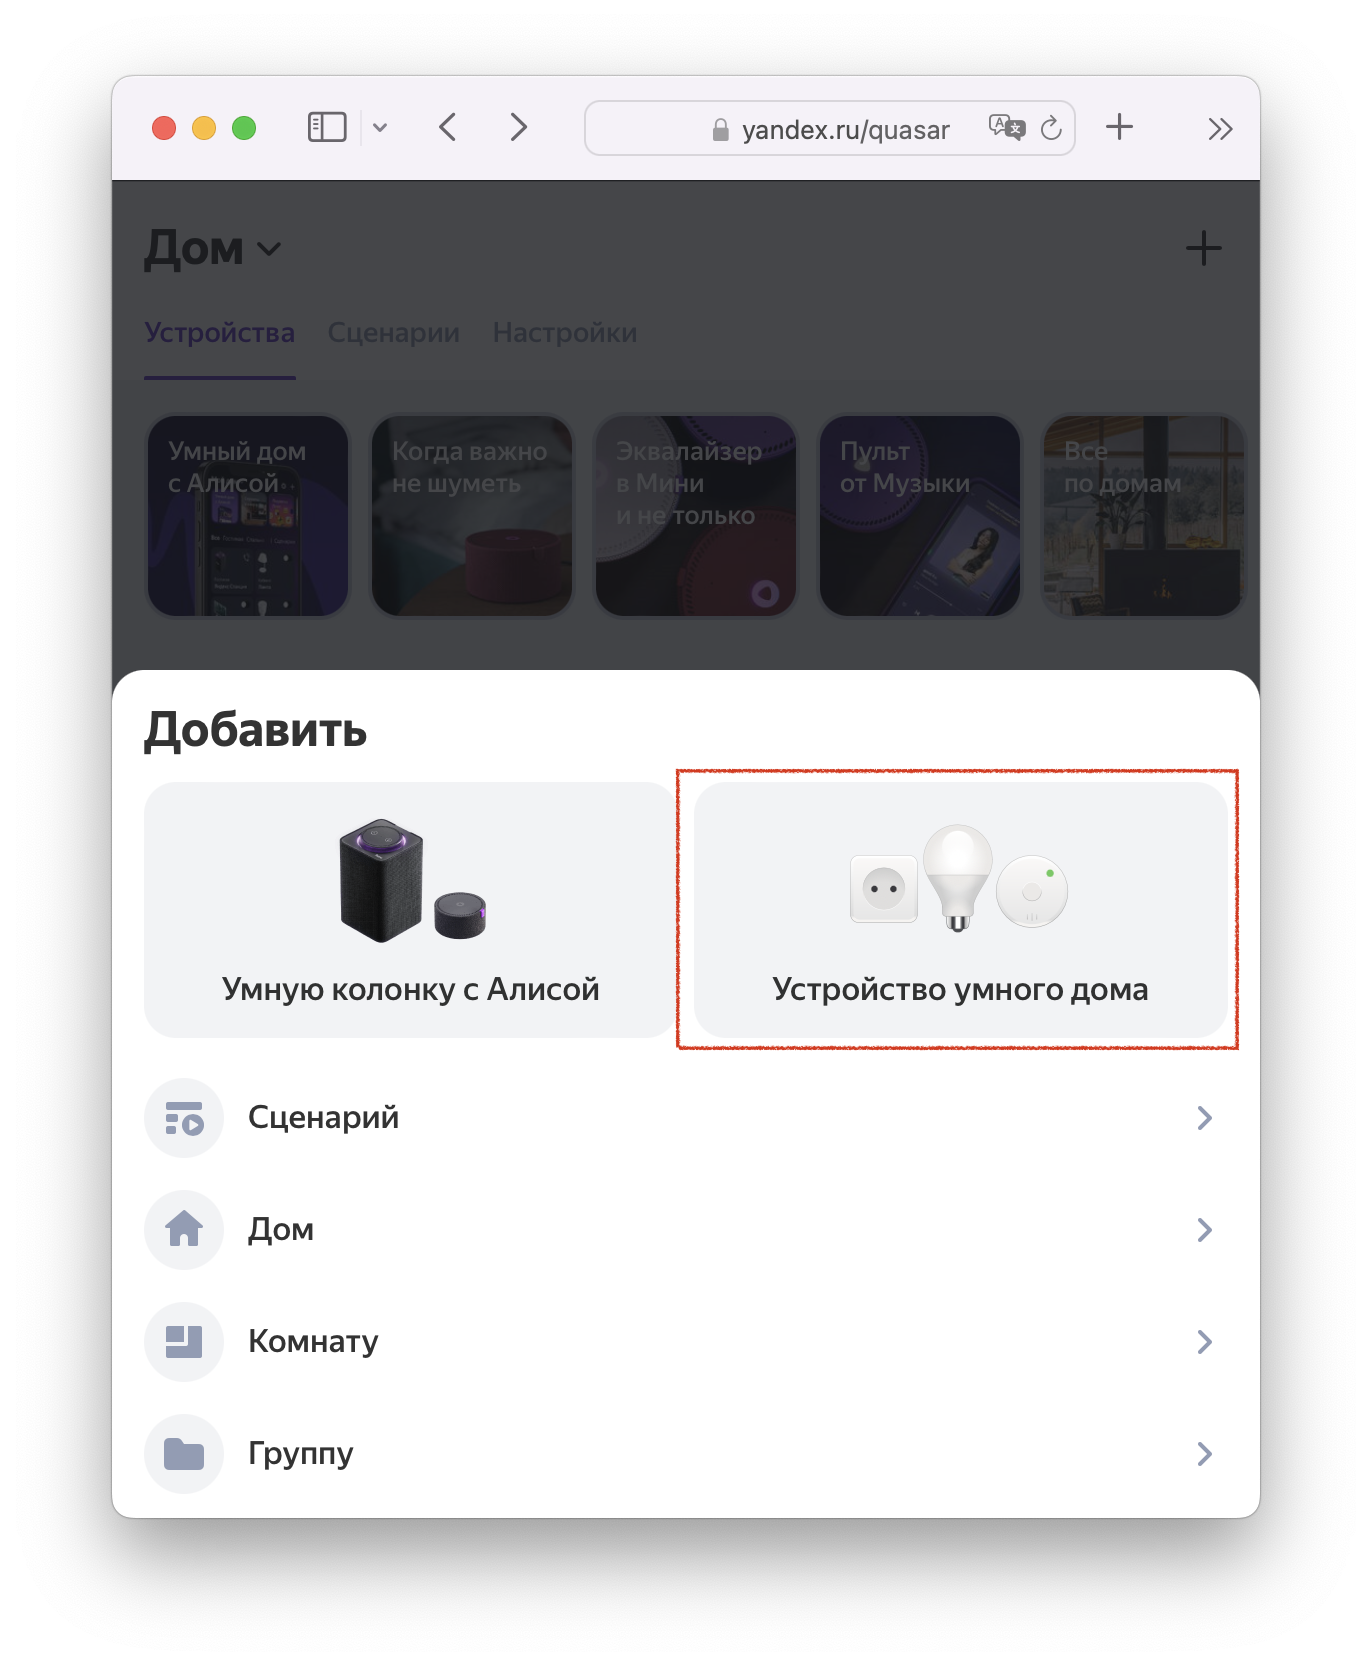 yandex.ru/quasar
Дом
Устройства
Сценарии
Настройки
Умный дом
с Алисой
Когда важно
не шуметь
Эквалайзер
в Мини
и не только
Пульт
от Музыки
Все
по домам
Добавить
Умную колонку с Алисой
Устройство умного дома
Сценарий
Дом
Комнату
Группу